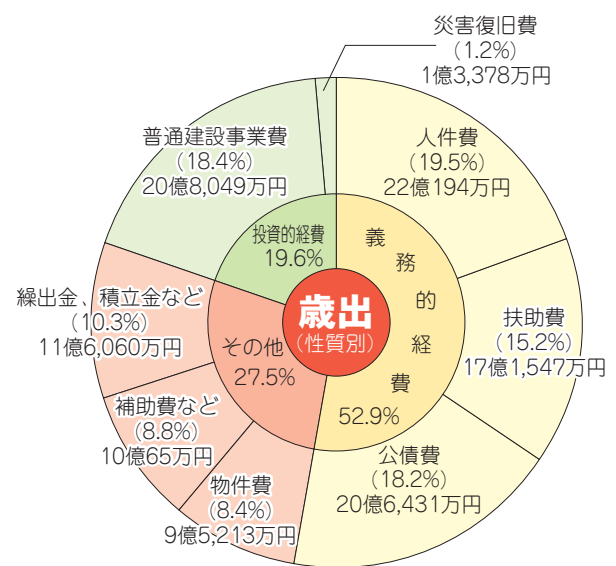 災害復旧費
（1.2%）
1億3,378万円
人件費
（19.5%）
22億194万円
扶助費
（15.2%）
17億1,547万円
公債費
（18.2%）
20億6,431万円
物件費
（8.4%）
9億5,213万円
補助費など
（8.8%）
10億65万円
繰出金、積立金など
（10.3%）
11億6,060万円
普通建設事業費
（18.4%）
20億8,049万円
投資的経費
19.6%
義務的経費
52.9%
その他
27.5%
歳出
（性質別）